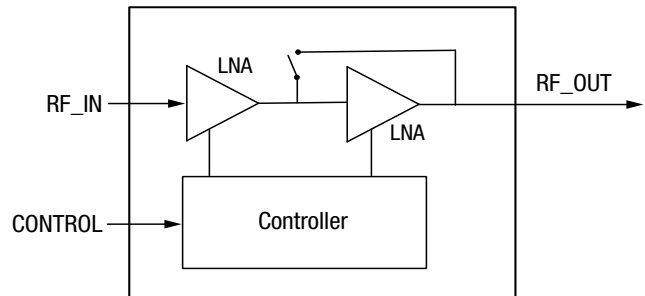 LNA
RF_IN
RF_OUT
LNA
CONTROL
Controller